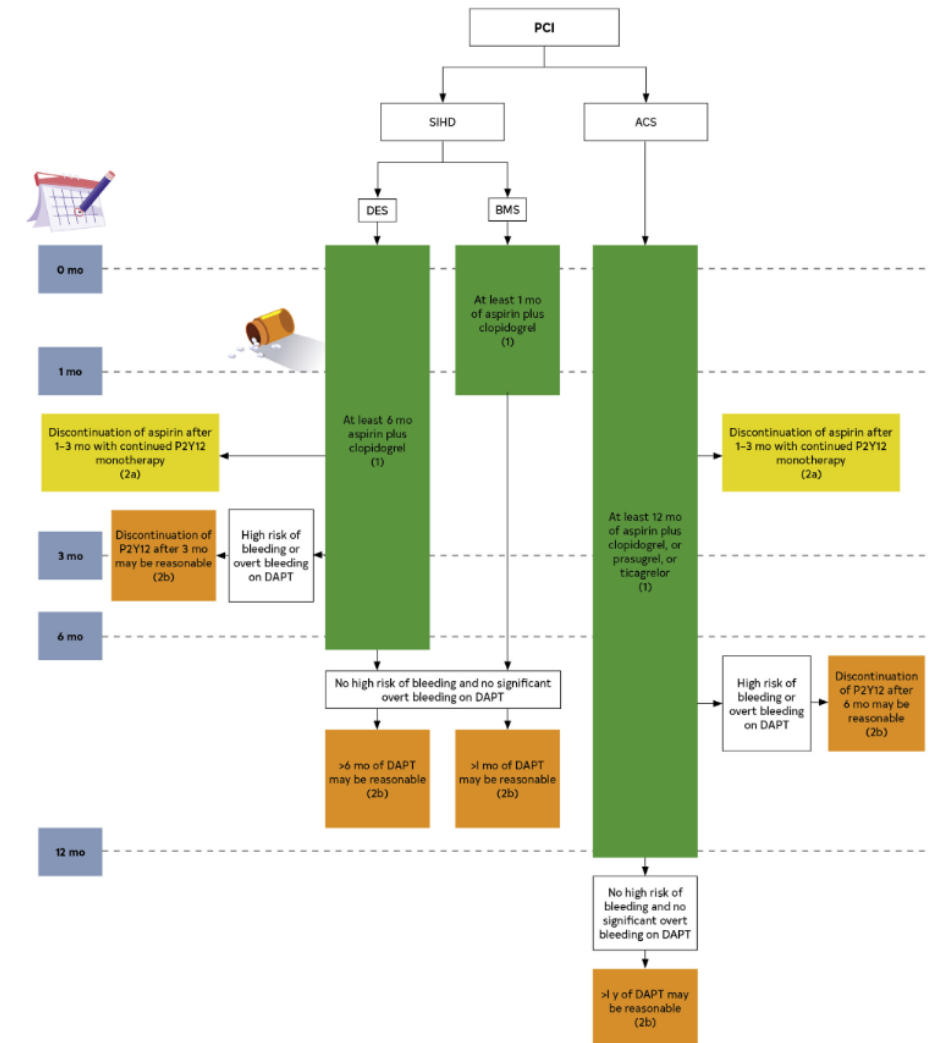 PCI
SIHD
ACS
DES
BMS
0 mo
At least 1 mo
of aspirin plus
clopidogrel
(1)
1 mo
Discontinuation of aspirin after
1–3 mo with continued P2Y12
monotherapy
(2a)
At least 6 mo
aspirin plus
clopidogrel
(1)
Discontinuation of aspirin after
1–3 mo with continued P2Y12
monotherapy
(2a)
3 mo
Discontinuation of
P2Y12 after 3 mo
may be reasonable
(2b)
High risk of
bleeding or
overt bleeding
on DAPT
At least 12 mo
of aspirin plus
clopidogrel, or
prasugrel, or
ticagrelor
(1)
6 mo
No high risk of bleeding and no significant
overt bleeding on DAPT
High risk of
bleeding or
overt bleeding
on DAPT
Discontinuation
of P2Y12 after
6 mo may be
reasonable
(2b)
>6 mo of DAPT
may be reasonable
(2b)
>l mo of DAPT
may be reasonable
(2b)
12 mo
No high risk of
bleeding and no
significant overt
bleeding on DAPT
>l y of DAPT may
be reasonable
(2b)